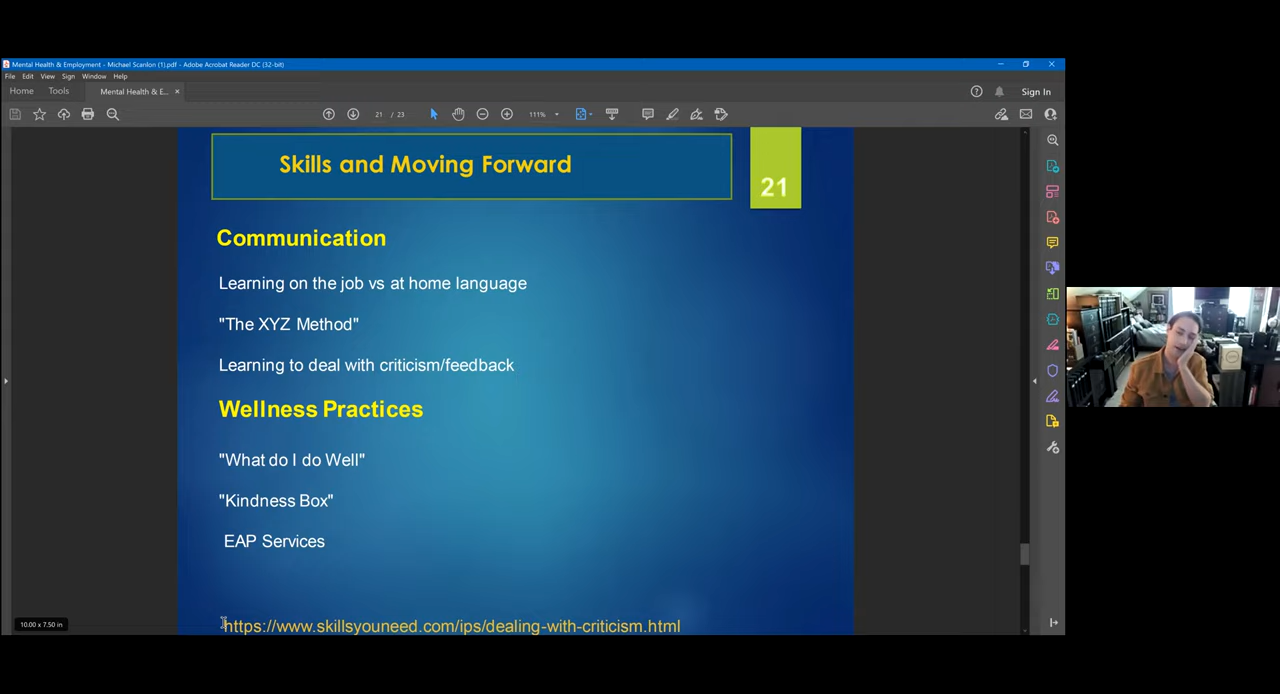 Mental Health & Employment - Michael Scanlon (1).pdf - Adobe Acrobat Reader DC (32-bit)
File Edit View Sign Window Help
Home Tools Mental Health & E... × Sign In
21 / 23 111%
Skills and Moving Forward
21
Communication
Learning on the job vs at home language
"The XYZ Method"
Learning to deal with criticism/feedback
Wellness Practices
"What do I do Well"
"Kindness Box"
EAP Services
10.00 x 7.50 in
https://www.skillsyouneed.com/ips/dealing-with-criticism.html